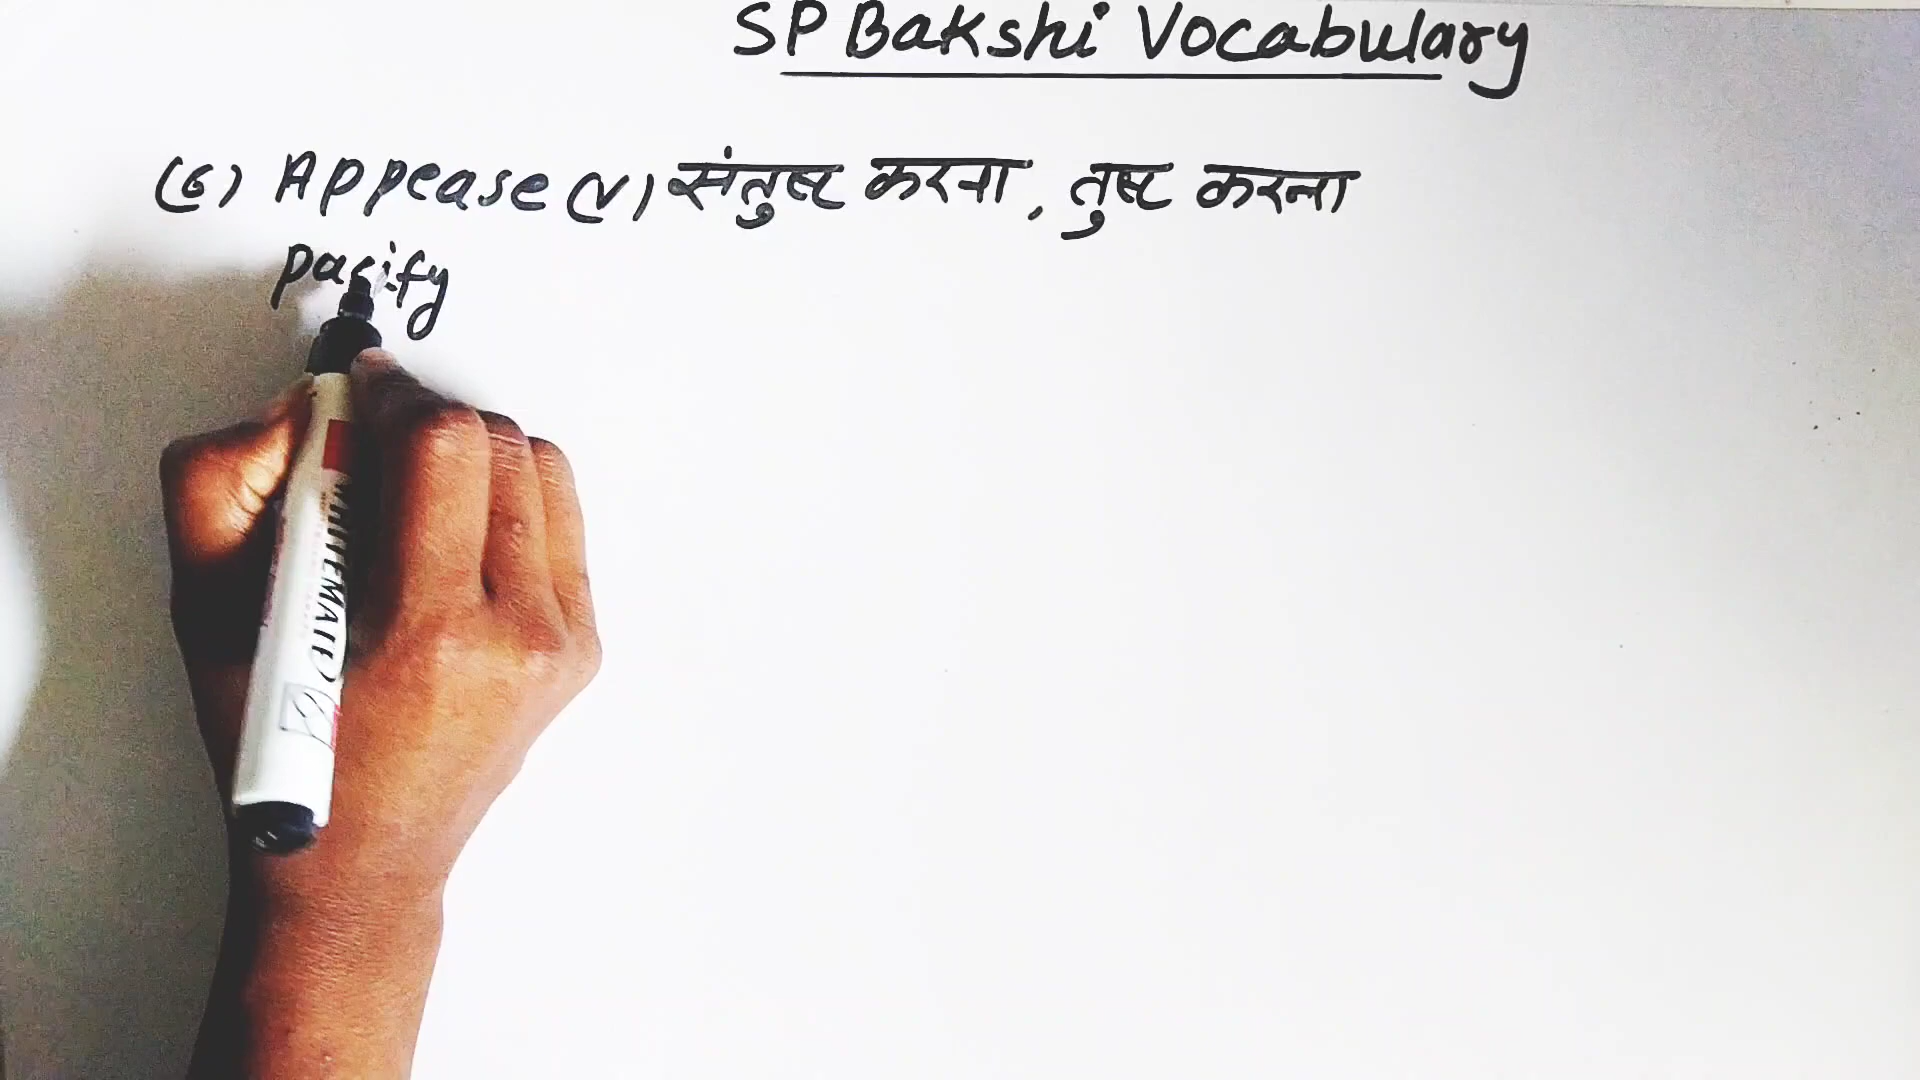 SP Bakshi Vocabulary
(6) Appease (v) संतुष्ट करना, तुष्ट करना
pacify